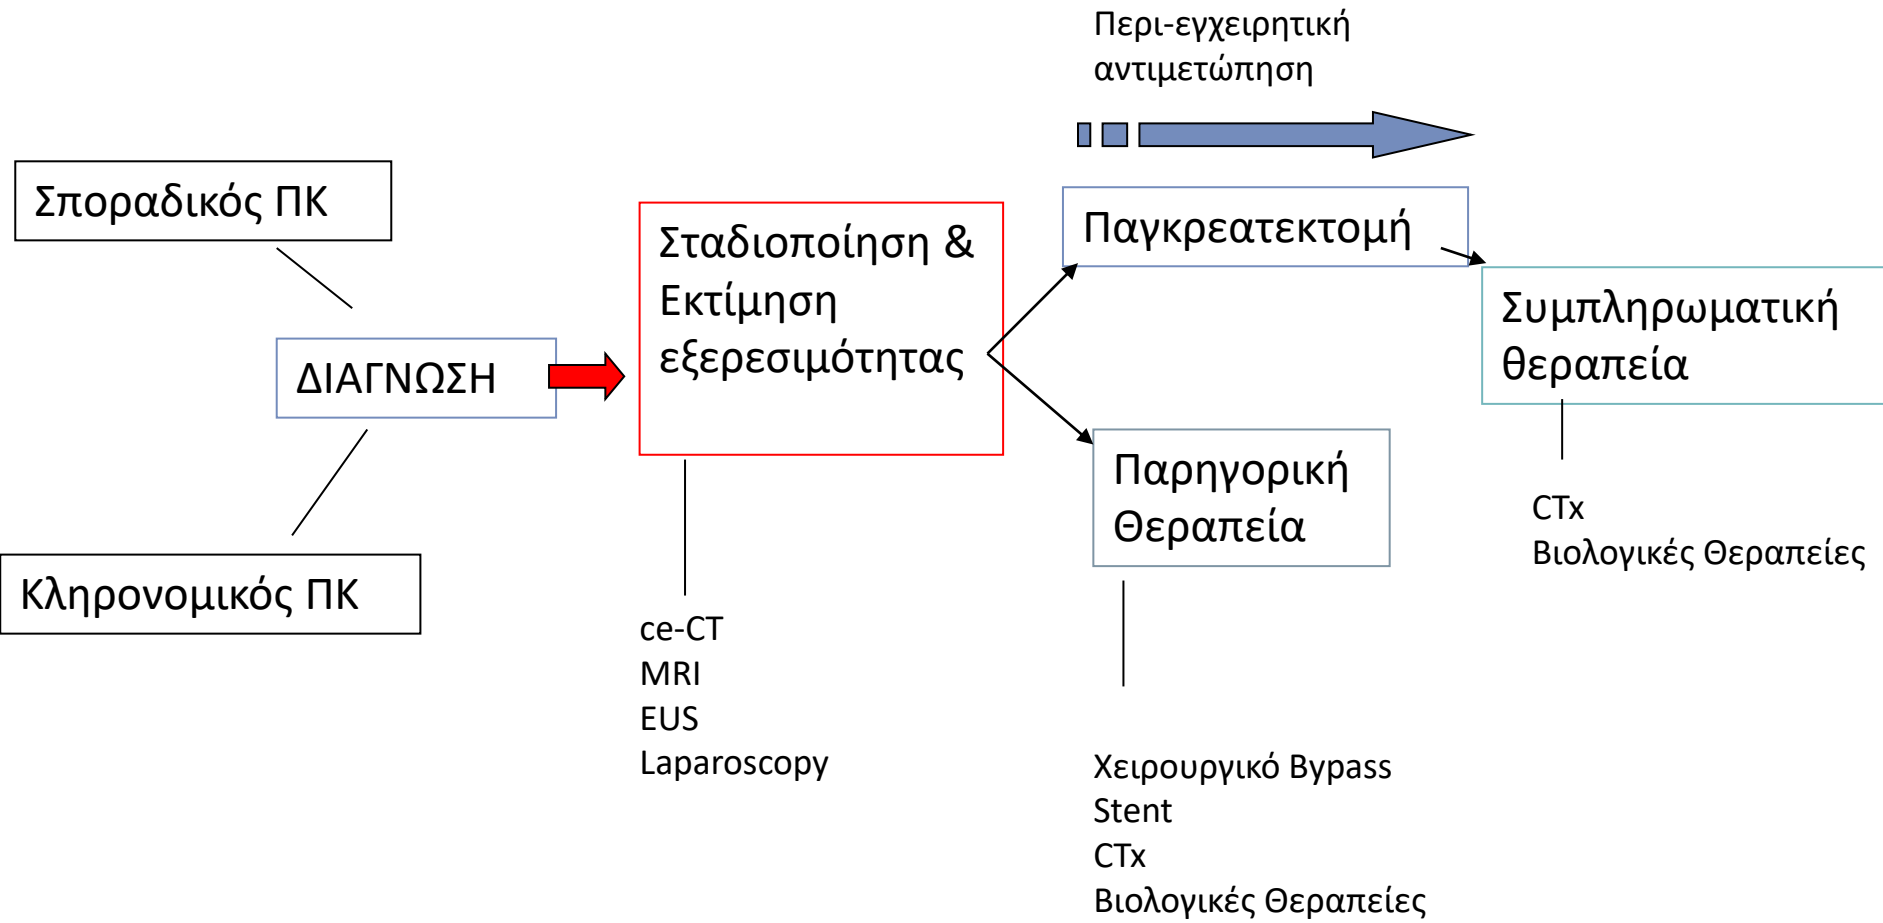 Περι-εγχειρητική
αντιμετώπηση
Σποραδικός ΠΚ
ΔΙΑΓΝΩΣΗ
Κληρονομικός ΠΚ
Σταδιοποίηση &
Εκτίμηση
εξερεσιμότητας
ce-CT
MRI
EUS
Laparoscopy
Παγκρεατεκτομή
Παρηγορική
Θεραπεία
Χειρουργικό Bypass
Stent
CTx
Βιολογικές Θεραπείες
Συμπληρωματική
θεραπεία
CTx
Βιολογικές Θεραπείες